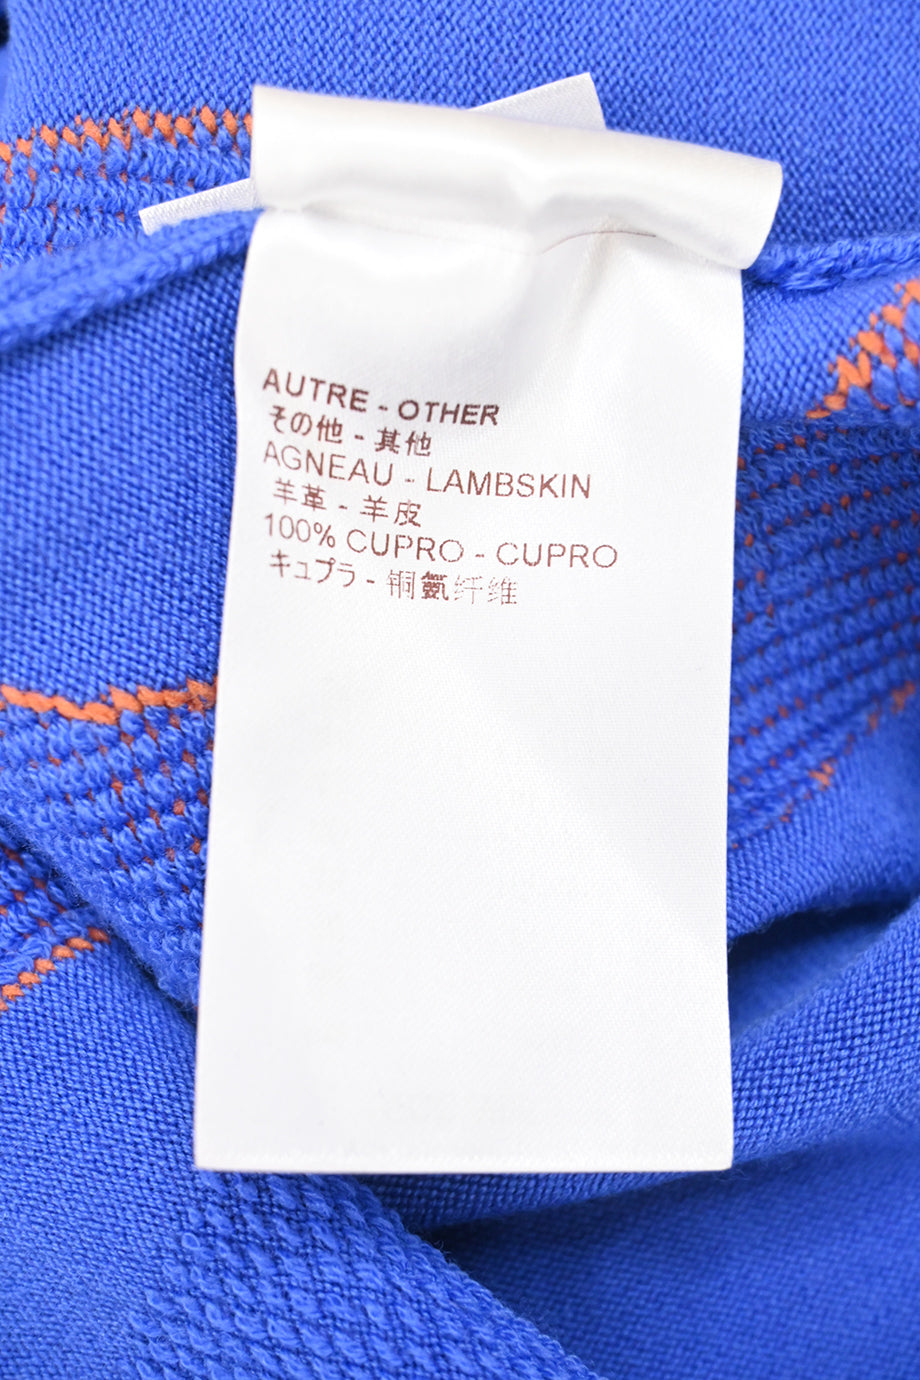 AUTRE - OTHER
その他 - 其他
AGNEAU - LAMBSKIN
羊革 - 羊皮
100% CUPRO - CUPRO
キュプラ - 铜氨纤维